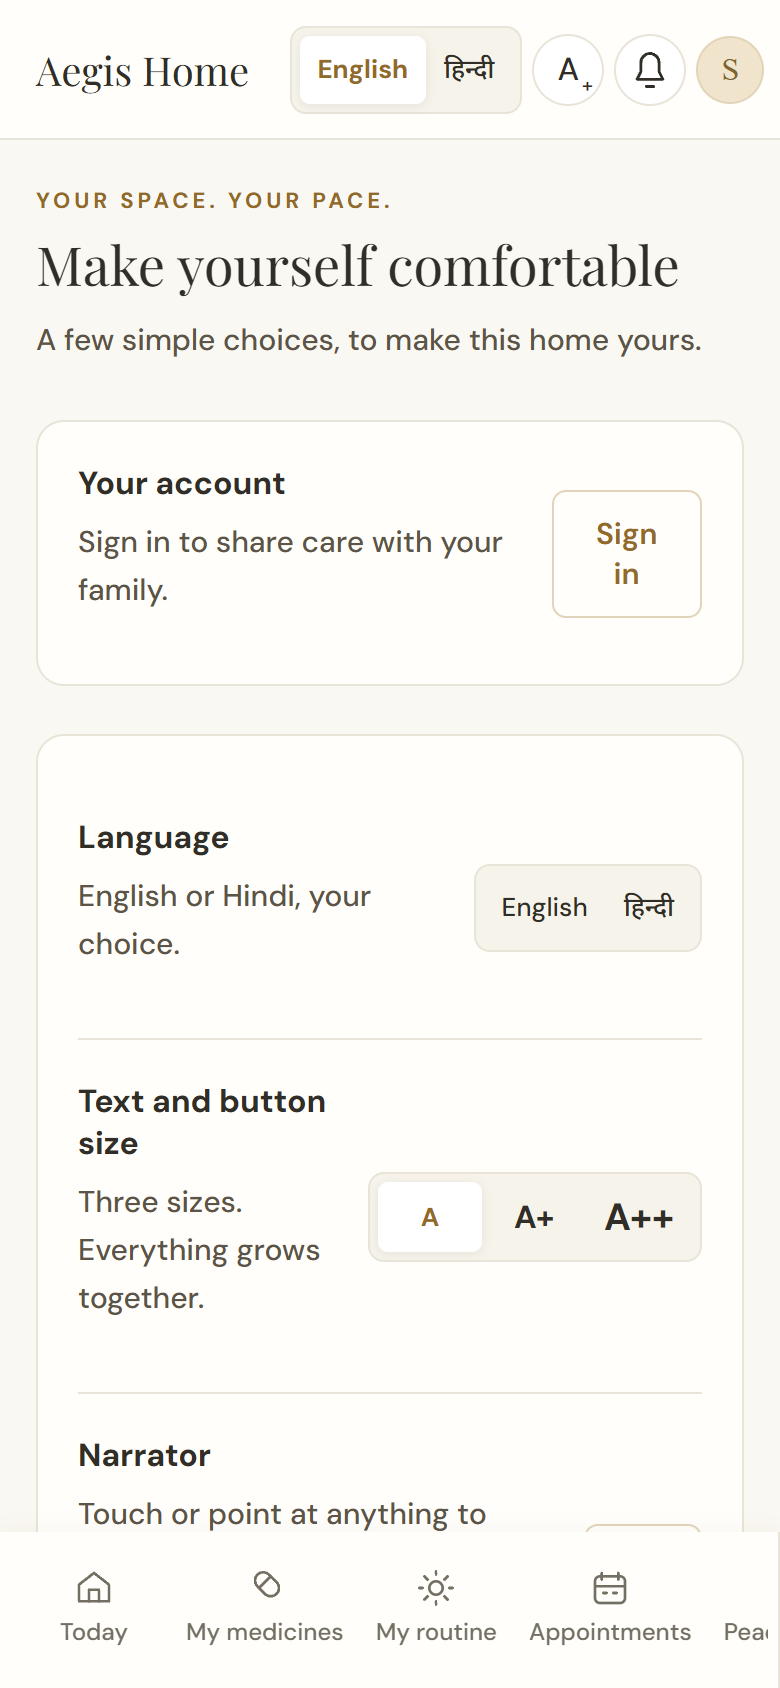 Aegis Home
English हिन्दी A+ S
YOUR SPACE. YOUR PACE.
Make yourself comfortable
A few simple choices, to make this home yours.
Your account
Sign in to share care with your
family.
Sign
in
Language
English or Hindi, your
choice.
English हिन्दी
Text and button
size
Three sizes.
Everything grows
together.
A A+ A++
Narrator
Touch or point at anything to
Today My medicines My routine Appointments